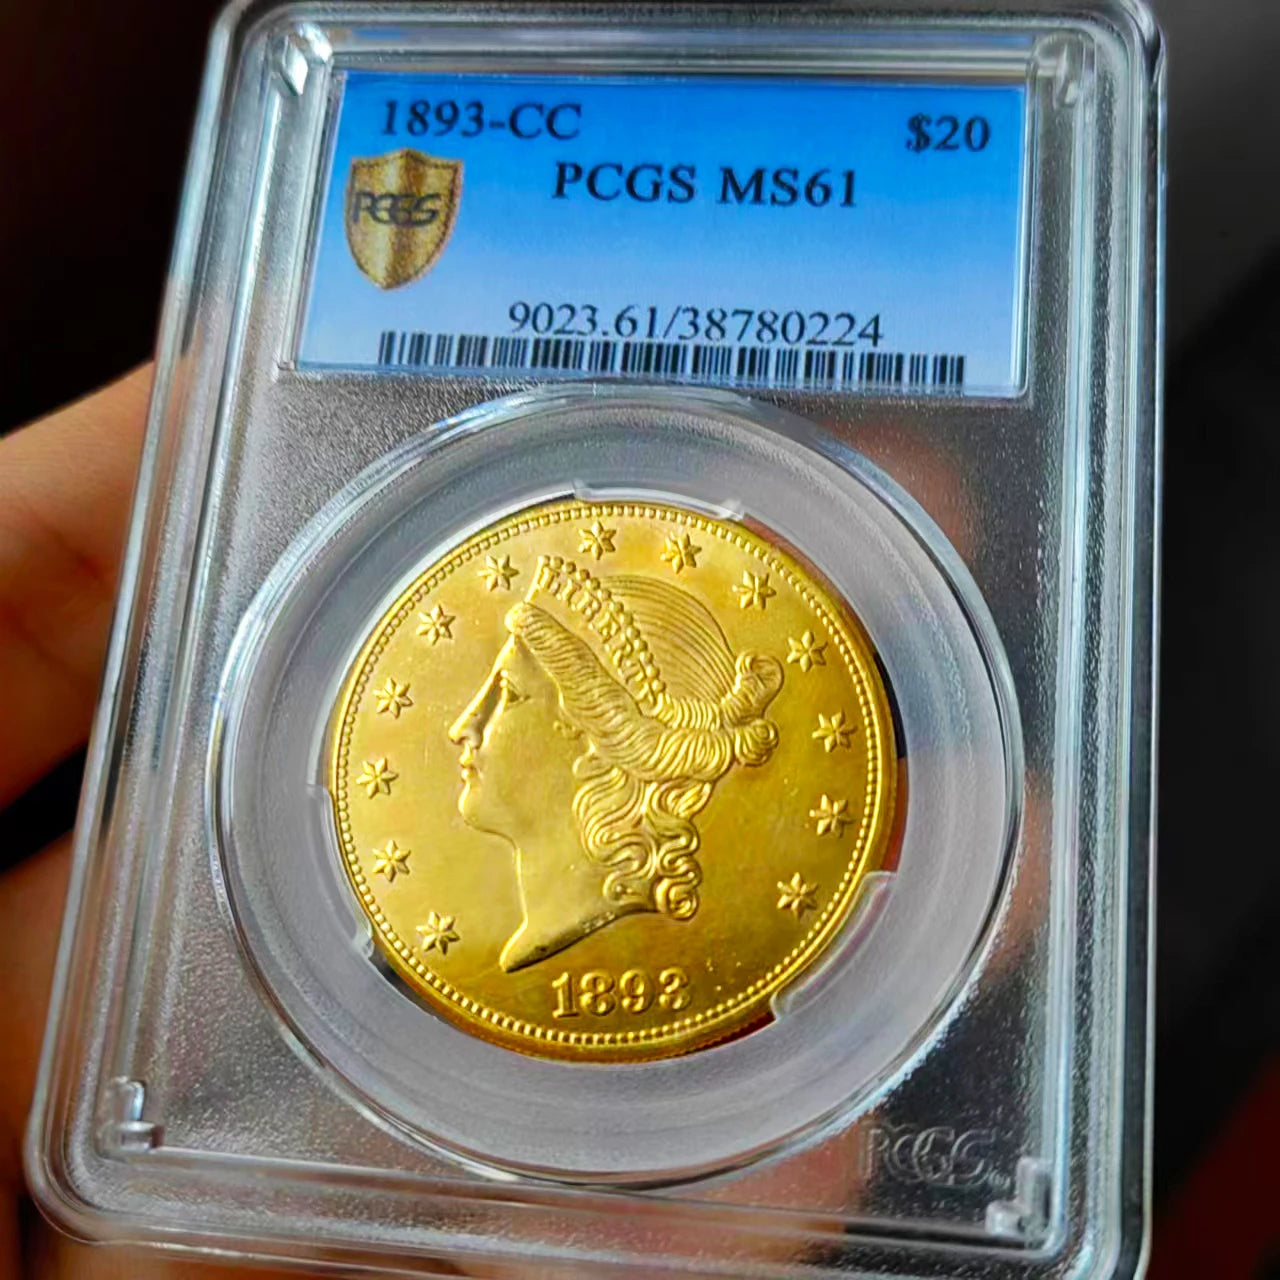 1893-CC $20
PCGS MS61
PCGS
9023.61/38780224
LIBERTY
1893
PCGS